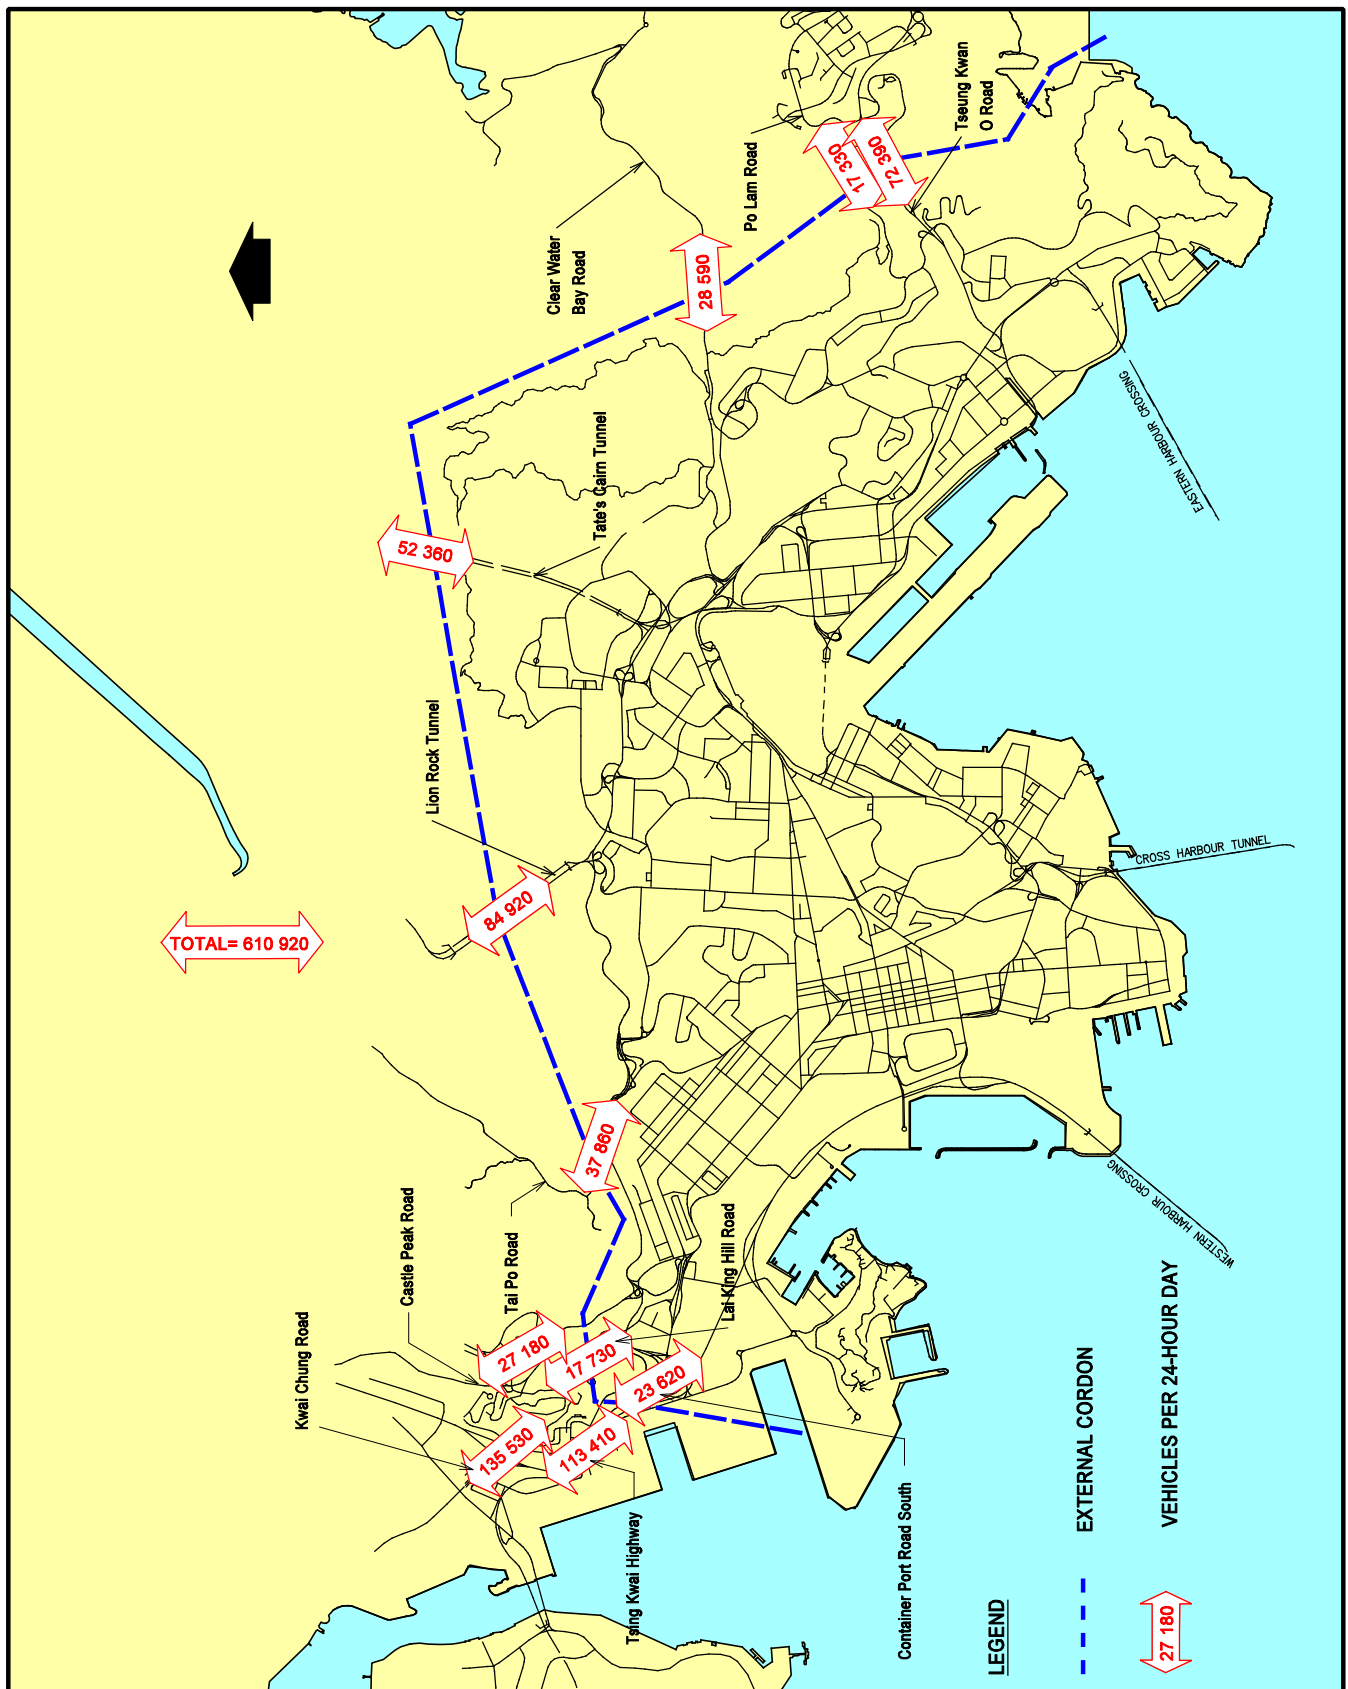 Kwai Chung Road
Castle Peak Road
Tai Po Road
Lion Rock Tunnel
Tate's Cairn Tunnel
Clear Water
Bay Road
Po Lam Road
Tseung Kwan
O Road
TOTAL= 610 920
135 530
113 410
27 180
17 730
23 620
37 860
84 920
52 360
28 590
17 330
72 390
Lai King Hill Road
Tsing Kwai Highway
Container Port Road South
WESTERN HARBOUR CROSSING
CROSS HARBOUR TUNNEL
EASTERN HARBOUR CROSSING
LEGEND
EXTERNAL CORDON
27 180
VEHICLES PER 24-HOUR DAY